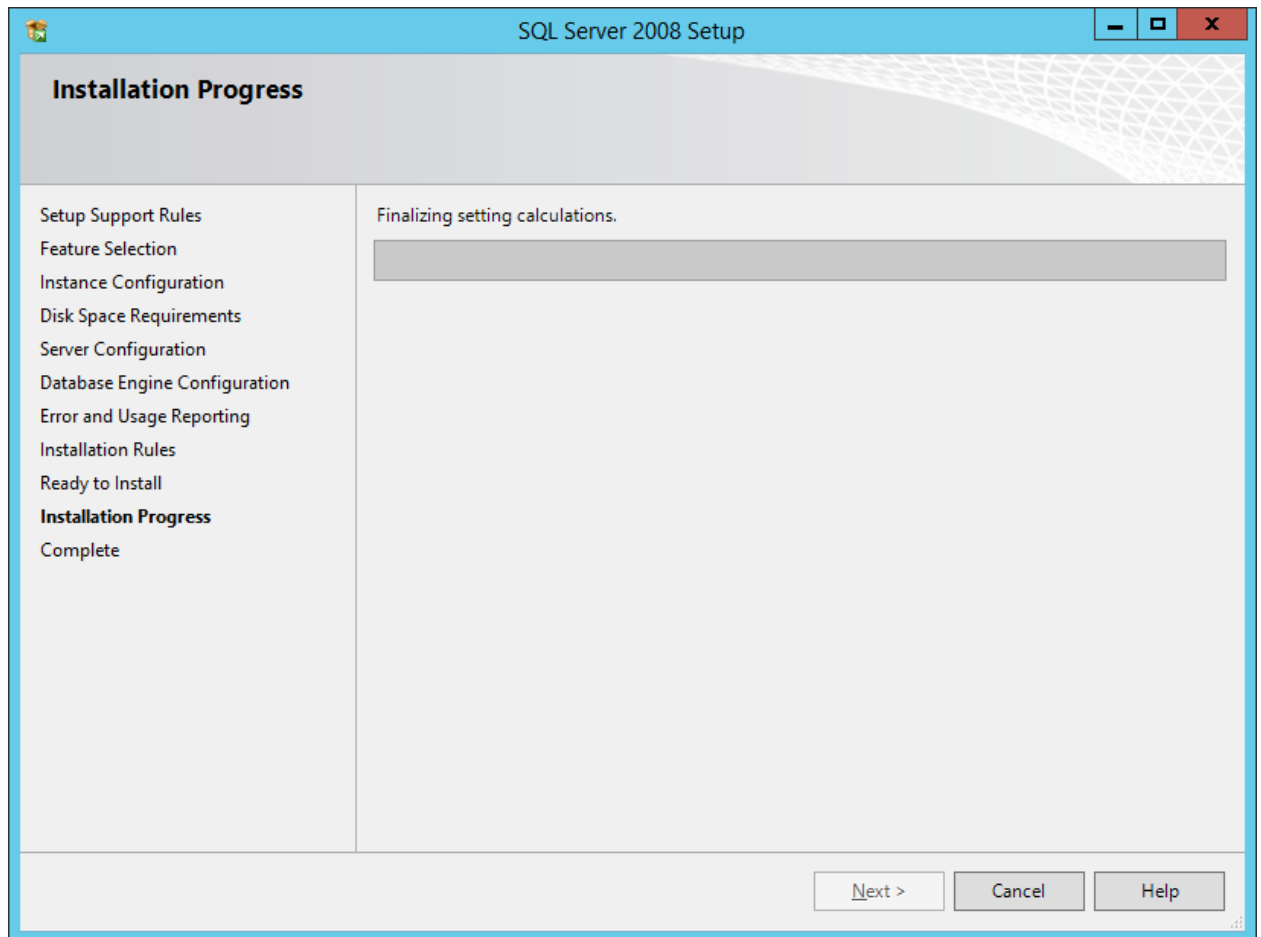 SQL Server 2008 Setup
Installation Progress
Setup Support Rules
Feature Selection
Instance Configuration
Disk Space Requirements
Server Configuration
Database Engine Configuration
Error and Usage Reporting
Installation Rules
Ready to Install
Installation Progress
Complete
Finalizing setting calculations.
Next >
Cancel
Help